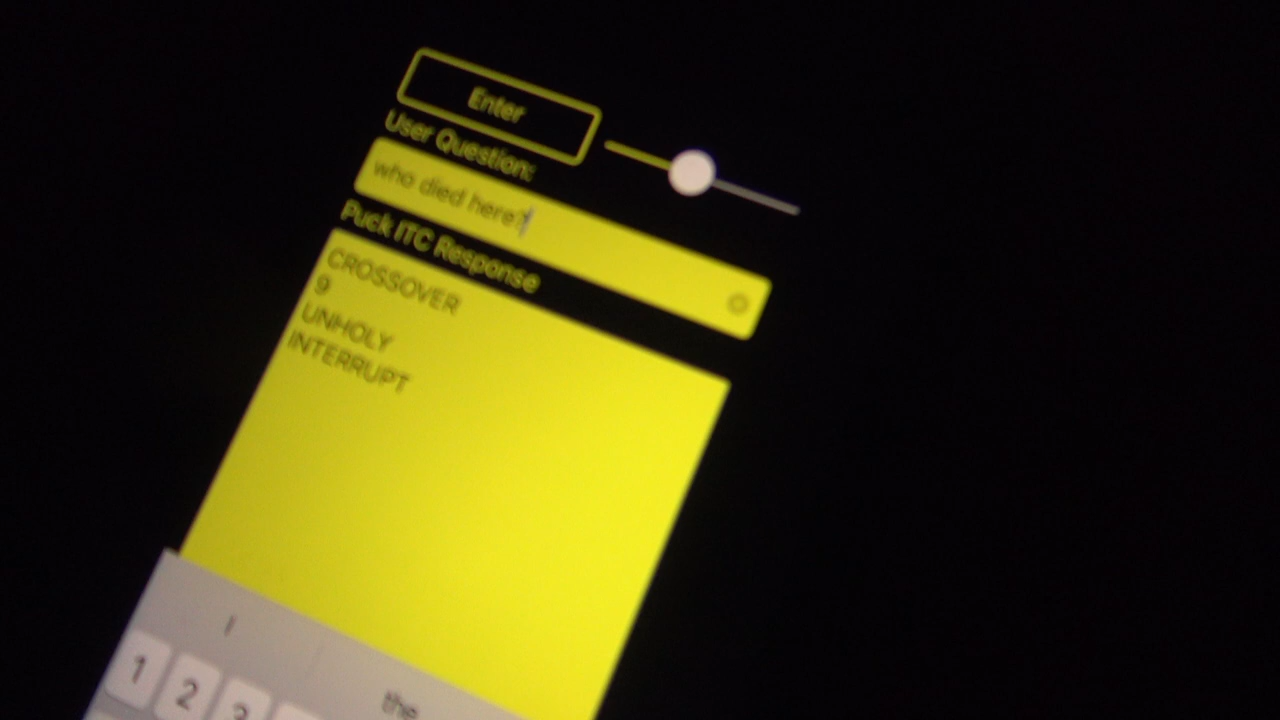 Enter
User Question:
who died here?
Puck ITC Response
CROSSOVER
9
UNHOLY
INTERRUPT
I
the
1 2 3